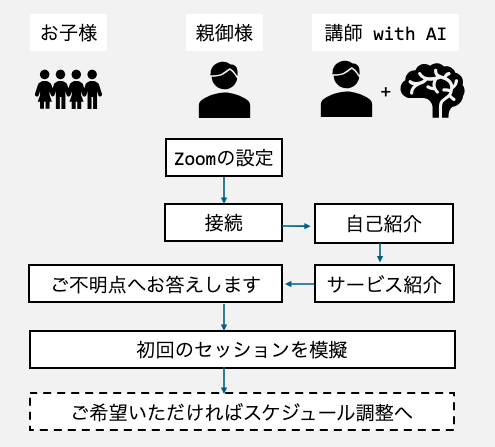 お子様
親御様
講師 with AI
+
Zoomの設定
接続
自己紹介
ご不明点へお答えします
サービス紹介
初回のセッションを模擬
ご希望いただければスケジュール調整へ